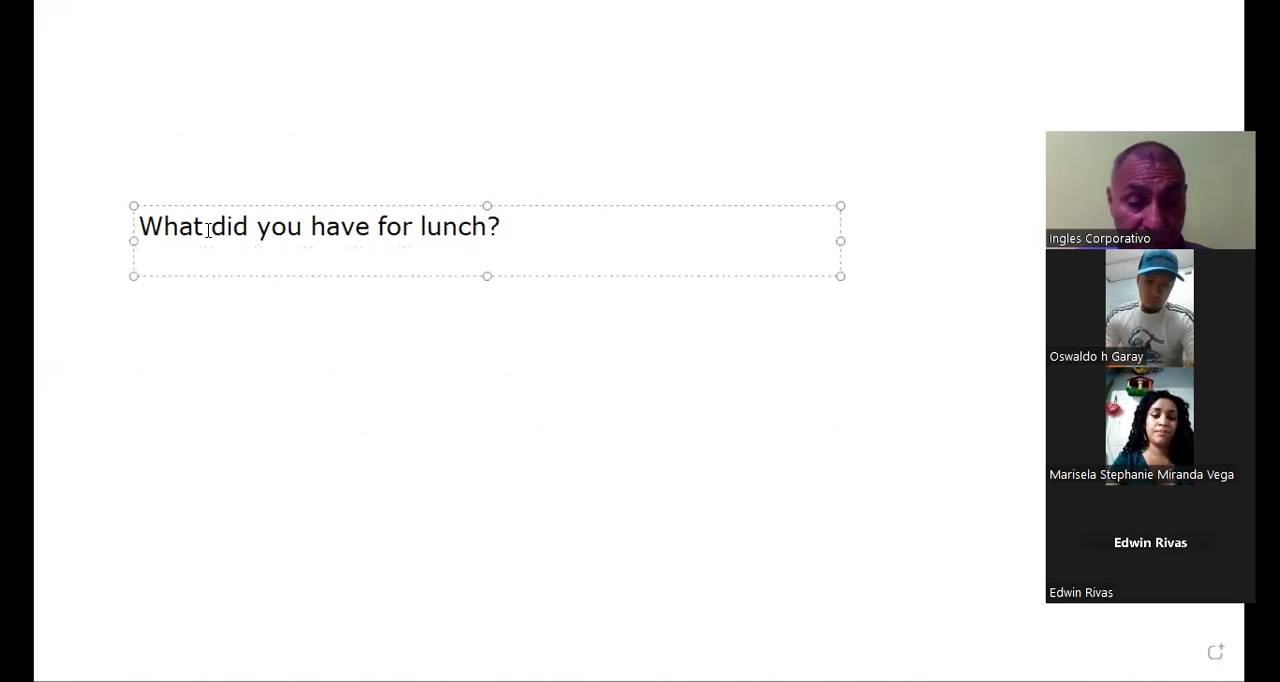 What did you have for lunch?
Ingles Corporativo
Oswaldo h Garay
Marisela Stephanie Miranda Vega
Edwin Rivas
Edwin Rivas